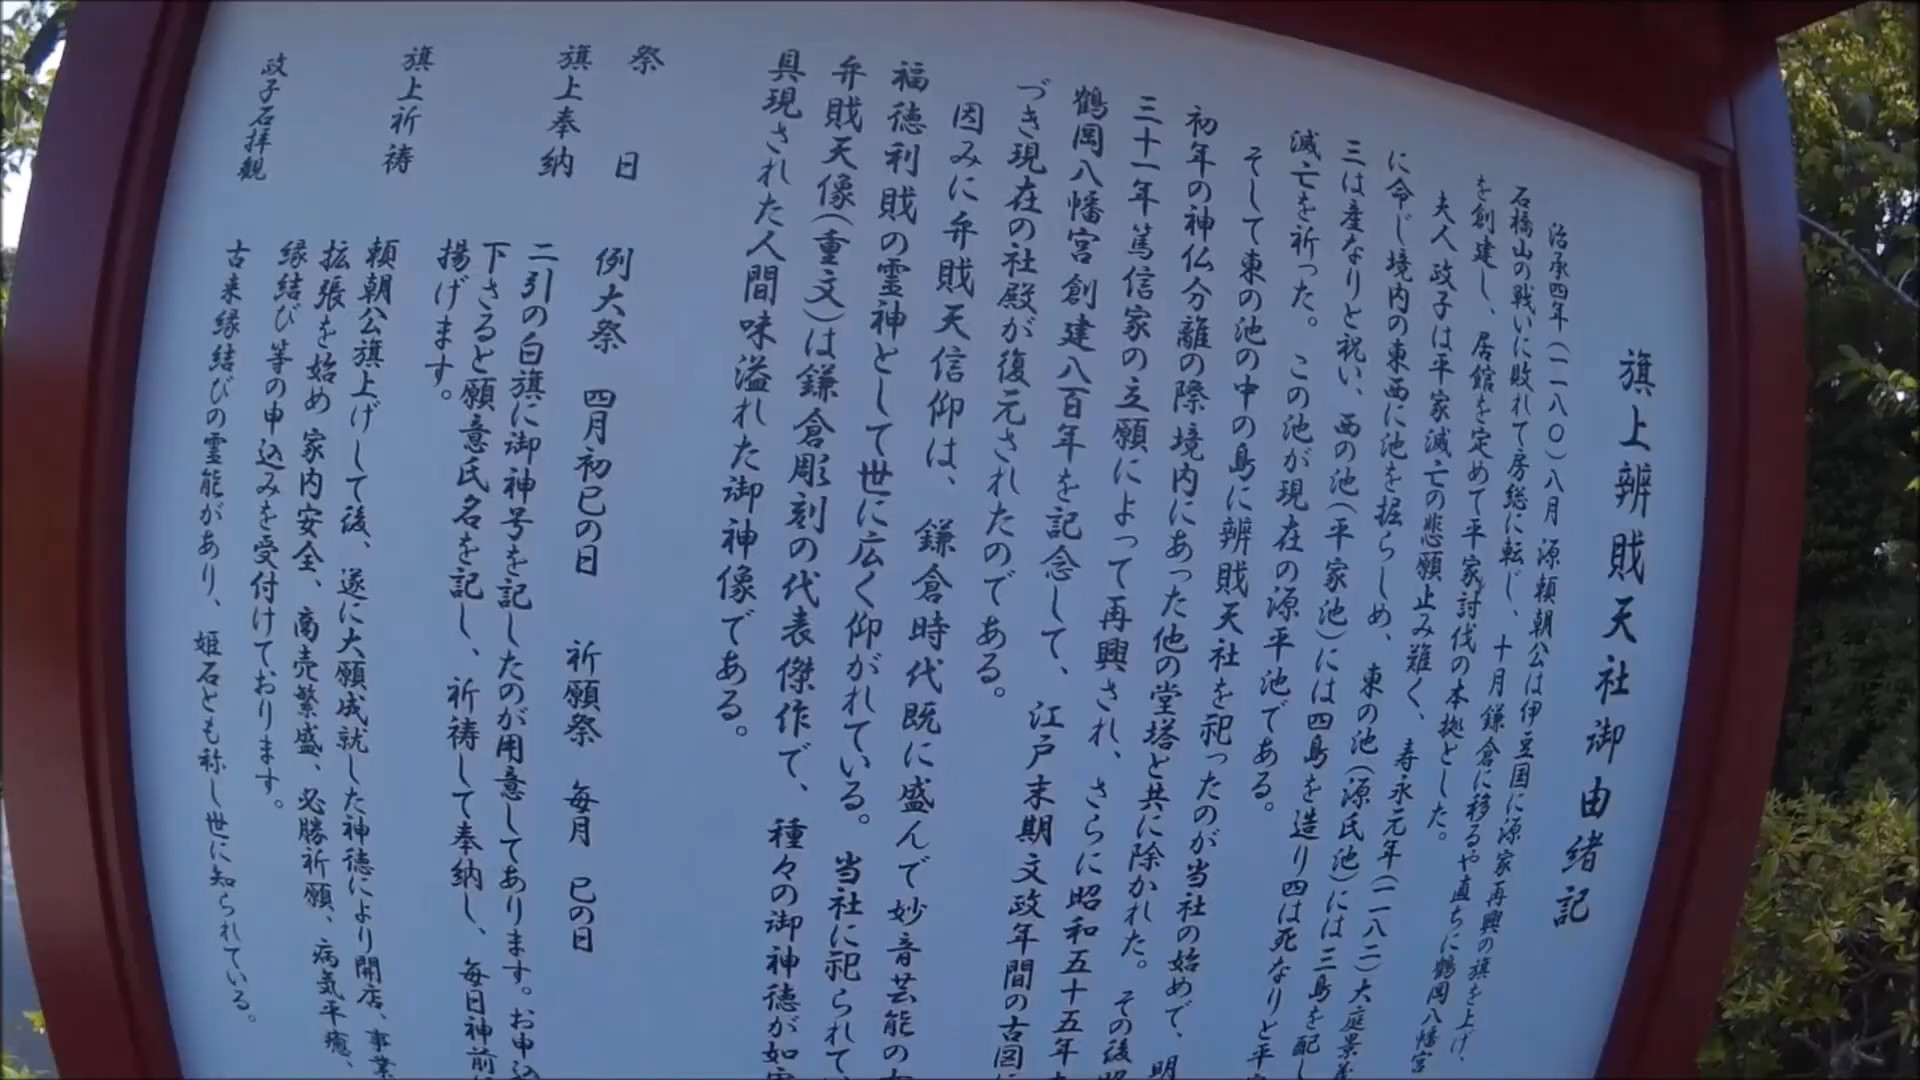 旗上辨財天社御由緒記
治承四年(一一八〇)八月 源頼朝公は伊豆国に源家再興の旗を上げ、
石橋山の戦いに敗れて房総に転じ、十月鎌倉に移るや直ちに鶴岡八幡宮
を創建し、居館を定めて平家討伐の本拠とした。
夫人政子は平家滅亡の悲願止み難く、寿永元年(一一八二)大庭景
に命じ境内の東西に池を掘らしめ、東の池(源氏池)には三島を配し
三は産なりと祝い、西の池(平家池)には四島を造り四は死なりと平
滅亡を祈った。この池が現在の源平池である。
そして東の池の中の島に辨財天社を祀ったのが当社の始めで、明
初年の神仏分離の際境内にあった他の堂塔と共に除かれた。その後昭
三十一年篤信家の立願によって再興され、さらに昭和五十五年
鶴岡八幡宮創建八百年を記念して、江戸末期文政年間の古図に
づき現在の社殿が復元されたのである。
因みに弁財天信仰は、鎌倉時代既に盛んで妙音芸能の
福徳利財の霊神として世に広く仰がれている。当社に祀られて
弁財天像(重文)は鎌倉彫刻の代表傑作で、種々の御神徳が如実
具現された人間味溢れた御神像である。
祭日 例大祭 四月初巳の日 祈願祭 毎月 巳の日
旗上奉納 二引の白旗に御神号を記したのが用意してあります。お申込
下さると願意氏名を記し、祈祷して奉納し、毎日神前
揚げます。
旗上祈祷 頼朝公旗上げして後、遂に大願成就した神徳により開店、事業
拡張を始め 家内安全、商売繁盛、必勝祈願、病気平癒、
縁結び等の申込みを受付けております。
政子石拝観 古来縁結びの霊能があり、姫石とも称し世に知られている。